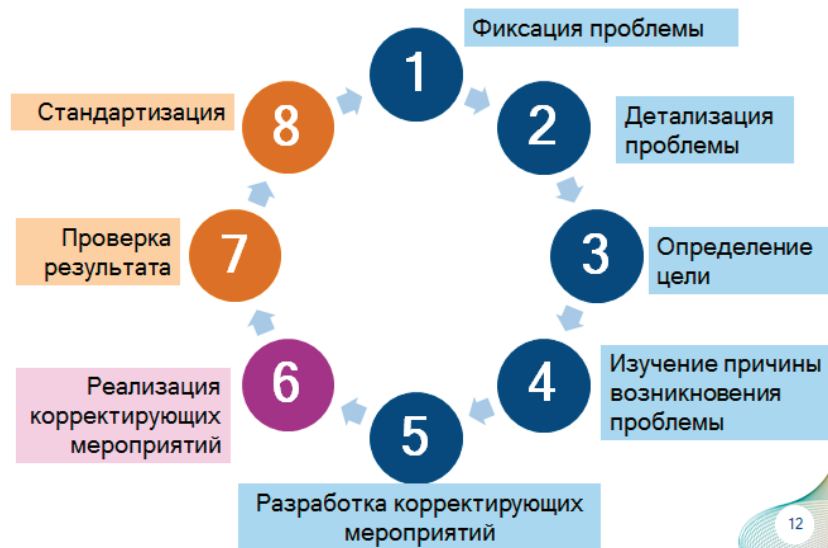 1
Фиксация проблемы
2
Детализация
проблемы
3
Определение
цели
4
Изучение причины
возникновения
проблемы
5
Разработка корректирующих
мероприятий
6
Реализация
корректирующих
мероприятий
7
Проверка
результата
8
Стандартизация
12